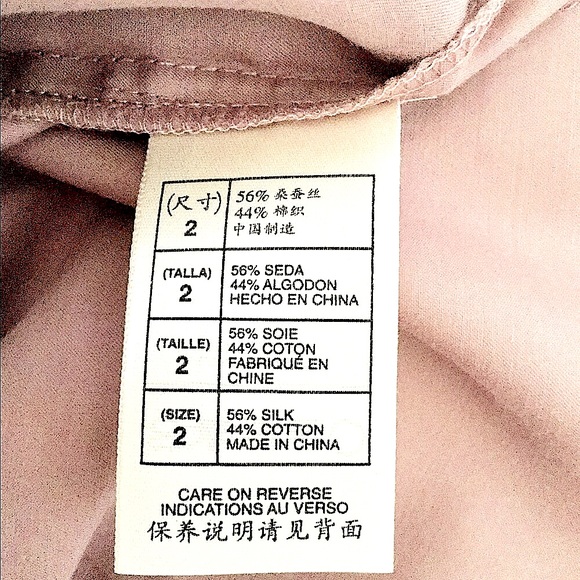 (尺寸)
2
56% 桑蚕丝
44% 棉织
中国制造
(TALLA)
2
56% SEDA
44% ALGODON
HECHO EN CHINA
(TAILLE)
2
56% SOIE
44% COTON
FABRIQUÉ EN
CHINE
(SIZE)
2
56% SILK
44% COTTON
MADE IN CHINA
CARE ON REVERSE
INDICATIONS AU VERSO
保养说明请见背面